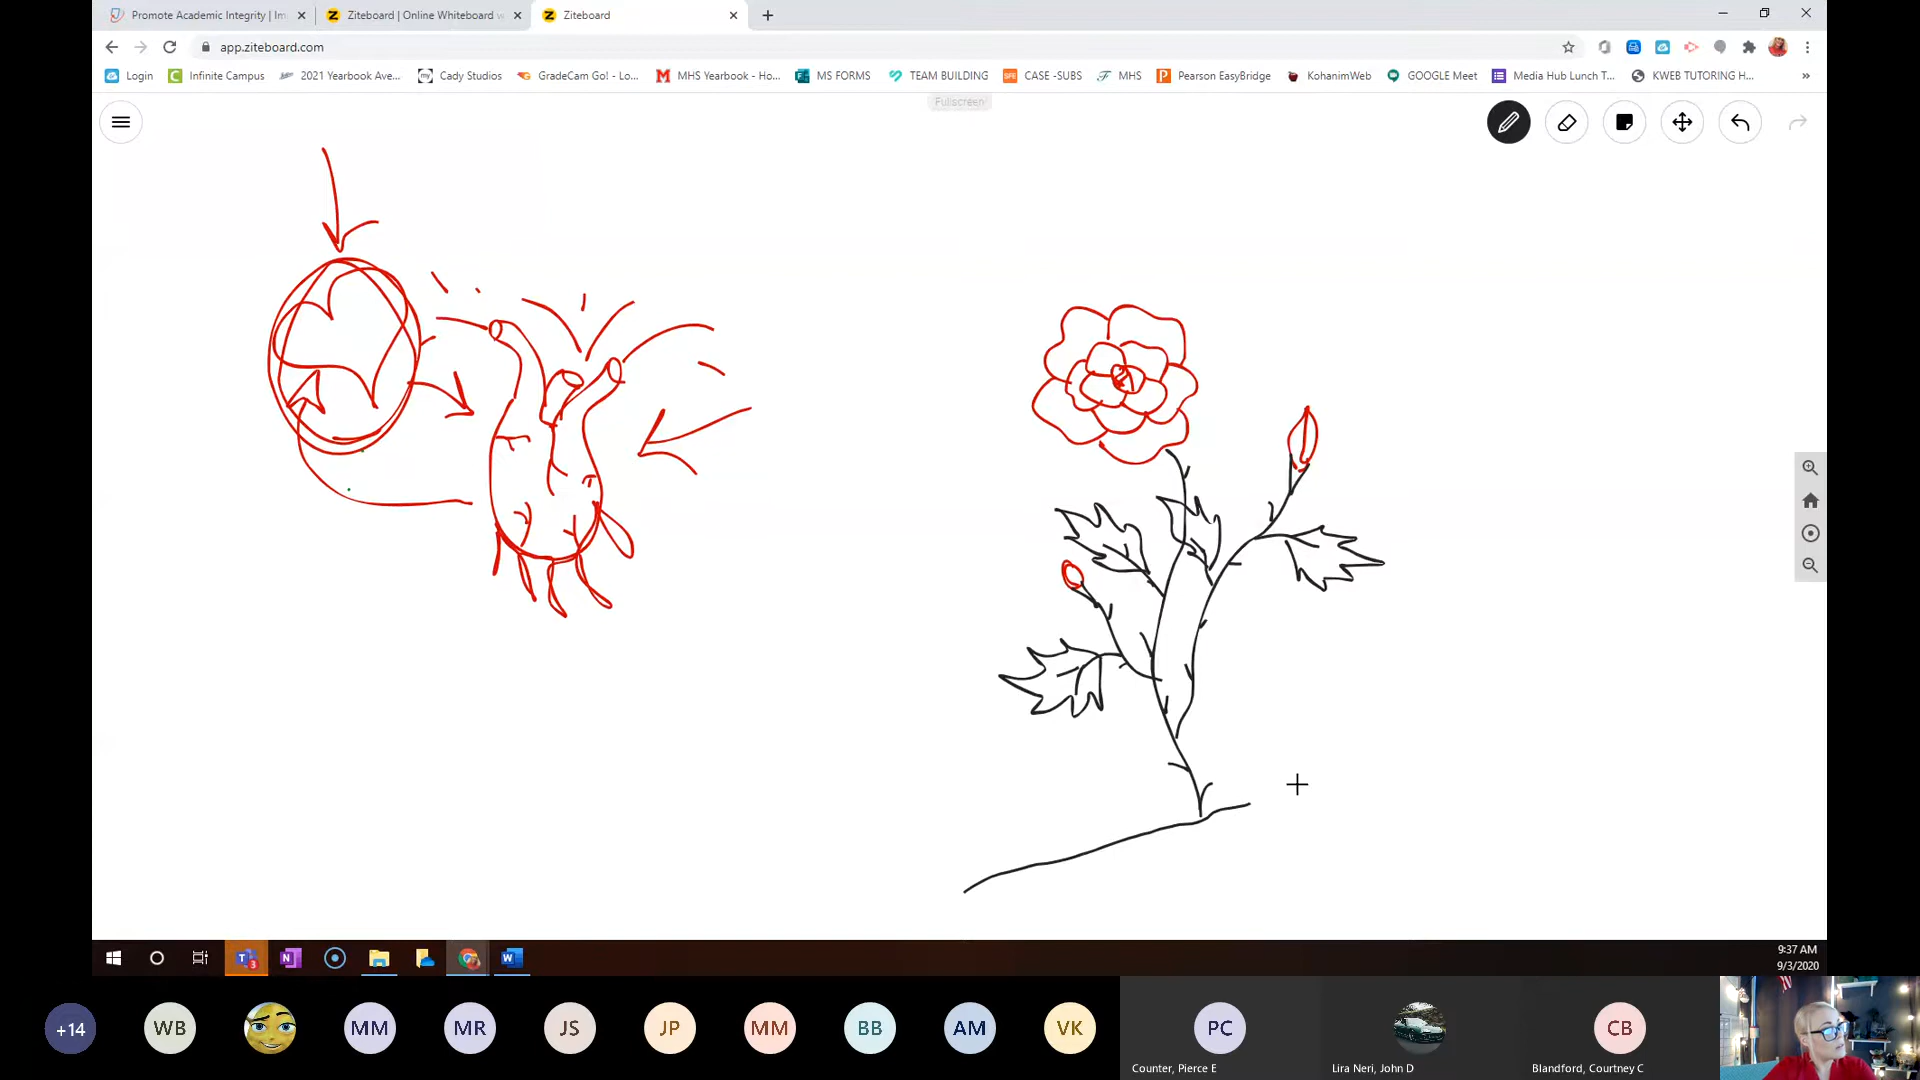 Promote Academic Integrity | Im
Ziteboard | Online Whiteboard w
Ziteboard
app.ziteboard.com
Login
Infinite Campus
2021 Yearbook Ave...
my Cady Studios
GradeCam Go! - Lo...
MHS Yearbook - Ho...
MS FORMS
TEAM BUILDING
CASE -SUBS
MHS
Pearson EasyBridge
KohanimWeb
GOOGLE Meet
Media Hub Lunch T...
KWEB TUTORING H...
»
Fullscreen
9:37 AM
9/3/2020
+14
WB
MM
MR
JS
JP
MM
BB
AM
VK
PC
CB
Counter, Pierce E
Lira Neri, John D
Blandford, Courtney C